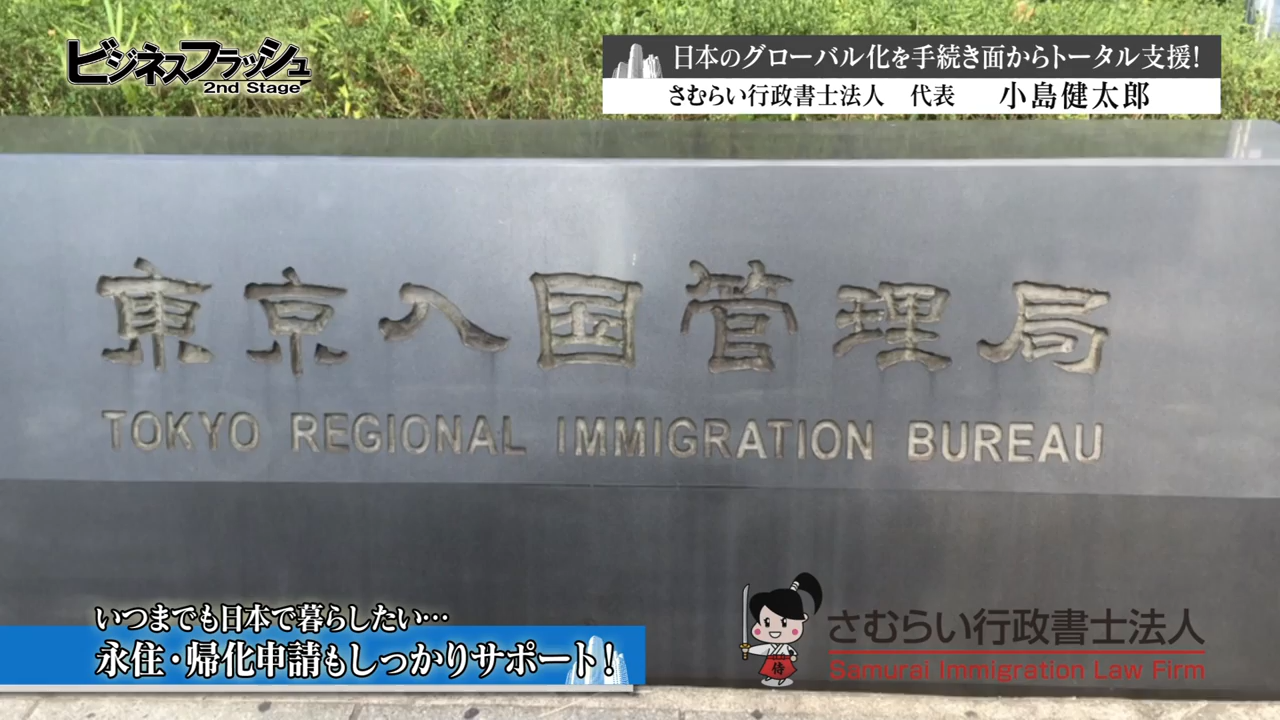 ビジネスフラッシュ
2nd Stage
日本のグローバル化を手続き面からトータル支援!
さむらい行政書士法人 代表 小島健太郎
東京入国管理局
TOKYO REGIONAL IMMIGRATION BUREAU
いつまでも日本で暮らしたい…
永住・帰化申請もしっかりサポート!
侍
さむらい行政書士法人
Samurai Immigration Law Firm